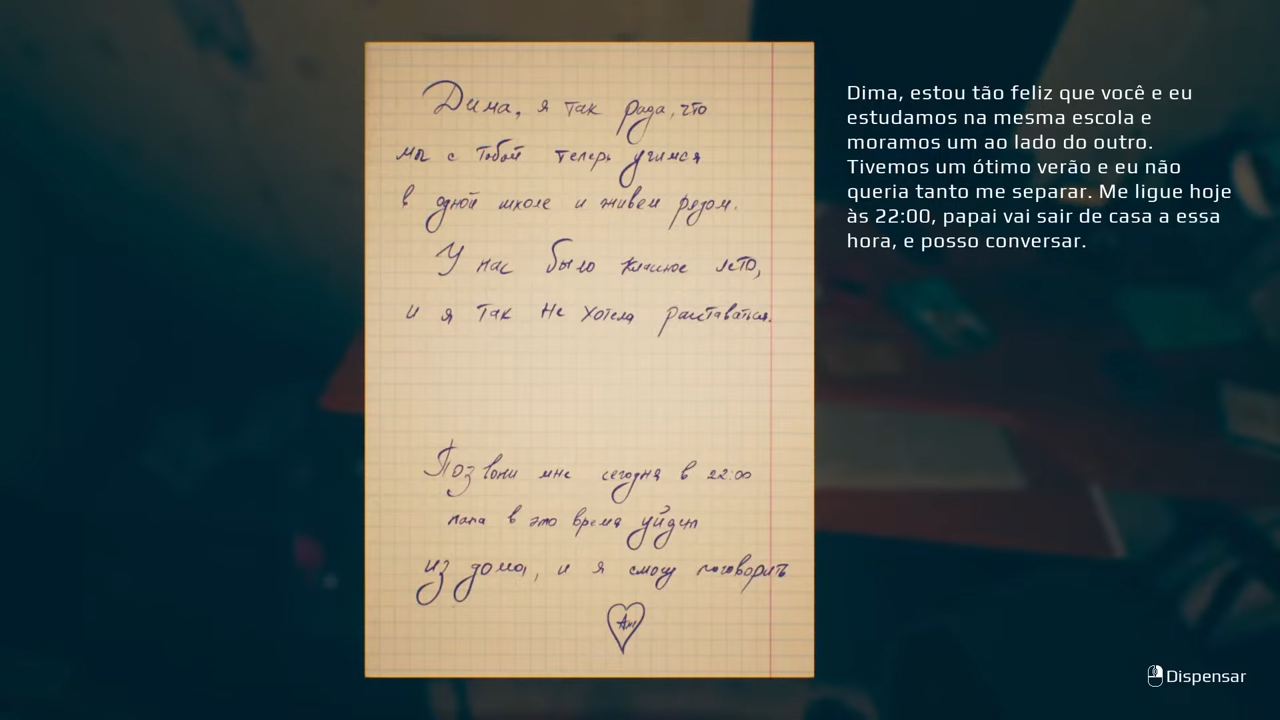 Дима, я так рада, что
мы с тобой теперь учимся
в одной школе и живем рядом.
У нас было классное лето,
и я так не хотела расставаться.
Позвони мне сегодня в 22:00
папа в это время уйдет
из дома, и я смогу поговорить
Dima, estou tão feliz que você e eu
estudamos na mesma escola e
moramos um ao lado do outro.
Tivemos um ótimo verão e eu não
queria tanto me separar. Me ligue hoje
às 22:00, papai vai sair de casa a essa
hora, e posso conversar.
Dispensar